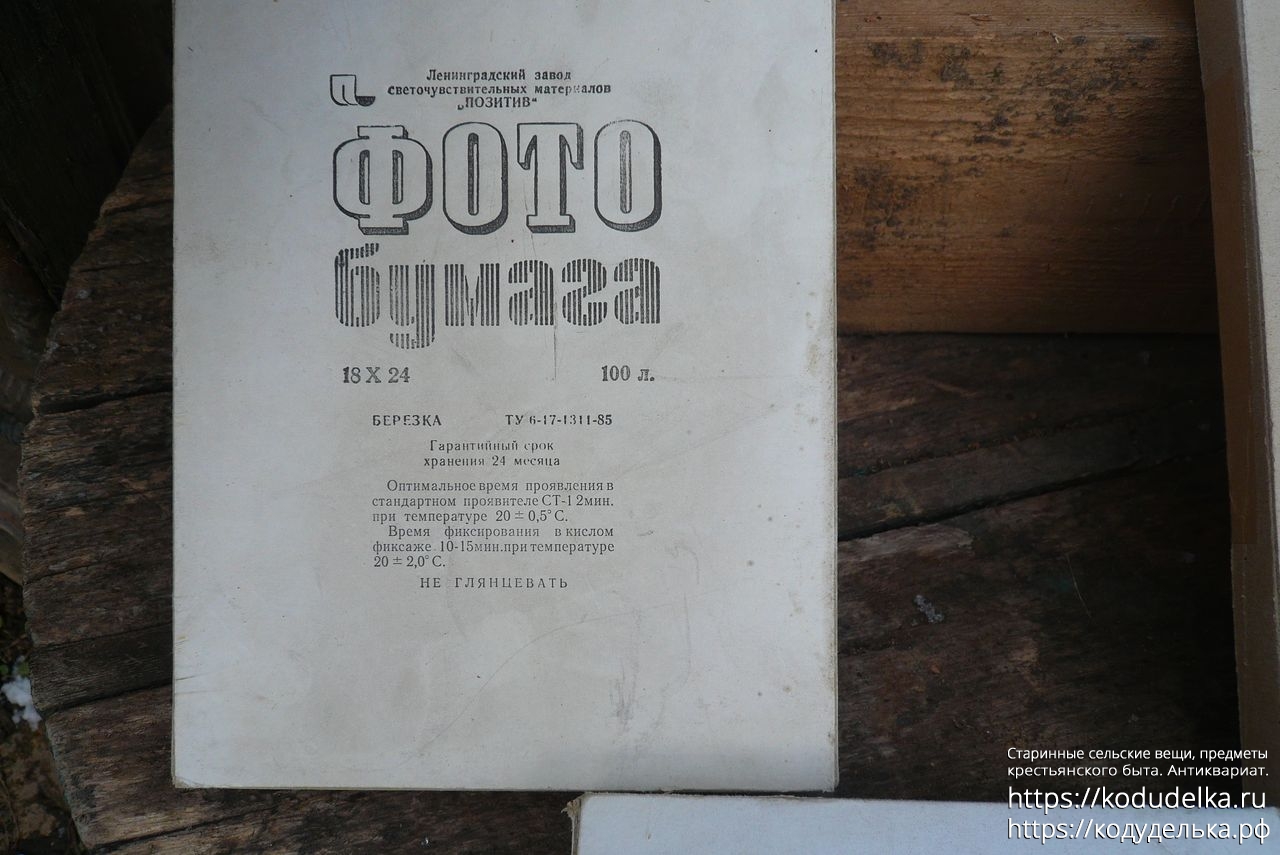 Ленинградский завод
светочувствительных материалов
„ПОЗИТИВ“
ФОТО
бумага
18 Х 24 100 л.
БЕРЕЗКА ТУ 6-17-1311-85
Гарантийный срок
хранения 24 месяца
Оптимальное время проявления в
стандартном проявителе СТ-1 2мин.
при температуре 20 ± 0,5° С.
Время фиксирования в кислом
фиксаже 10-15мин.при температуре
20 ± 2,0° С.
НЕ ГЛЯНЦЕВАТЬ
Старинные сельские вещи, предметы
крестьянского быта. Антиквариат.
https://kodudelka.ru
https://кодуделька.рф